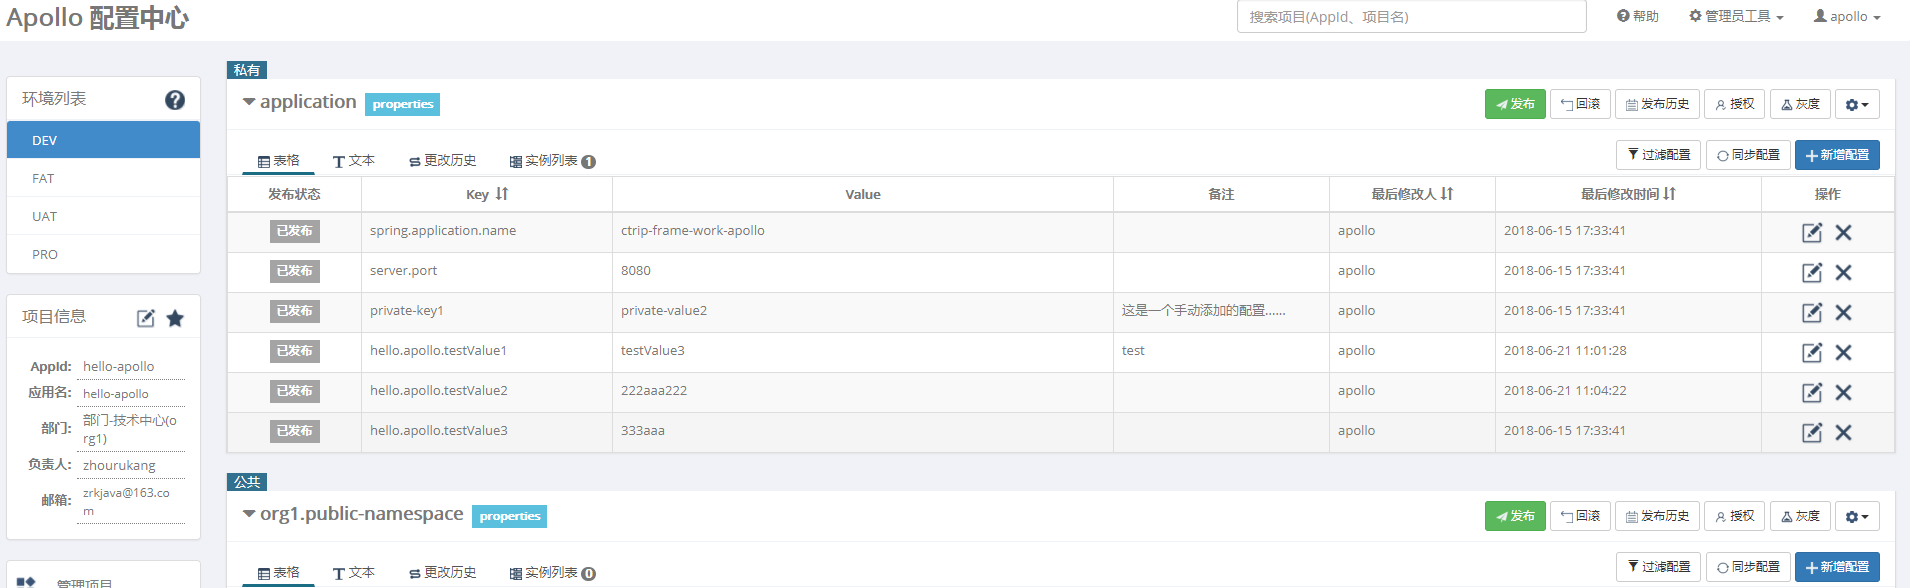 Apollo 配置中心
搜索项目(AppId、项目名)
帮助
管理员工具
apollo
环境列表
DEV
FAT
UAT
PRO
项目信息
AppId: hello-apollo
应用名: hello-apollo
部门: 部门-技术中心(o
rg1)
负责人: zhourukang
邮箱: zrkjava@163.co
m
管理项目
私有
application properties
发布 回滚 发布历史 授权 灰度
表格 文本 更改历史 实例列表 1
过滤配置 同步配置 新增配置
发布状态 Key Value 备注 最后修改人 最后修改时间 操作
已发布 spring.application.name ctrip-frame-work-apollo apollo 2018-06-15 17:33:41
已发布 server.port 8080 apollo 2018-06-15 17:33:41
已发布 private-key1 private-value2 这是一个手动添加的配置...... apollo 2018-06-15 17:33:41
已发布 hello.apollo.testValue1 testValue3 test apollo 2018-06-21 11:01:28
已发布 hello.apollo.testValue2 222aaa222 apollo 2018-06-21 11:04:22
已发布 hello.apollo.testValue3 333aaa apollo 2018-06-15 17:33:41
公共
org1.public-namespace properties
发布 回滚 发布历史 授权 灰度
表格 文本 更改历史 实例列表 0
过滤配置 同步配置 新增配置